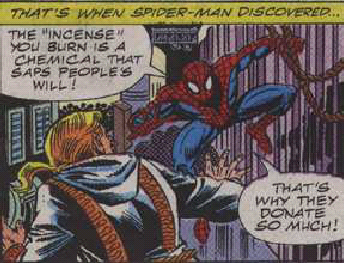 THAT'S WHEN SPIDER-MAN DISCOVERED...
THE "INCENSE"
YOU BURN IS A
CHEMICAL THAT
SAPS PEOPLE'S
WILL!
THAT'S
WHY THEY
DONATE
SO MUCH!